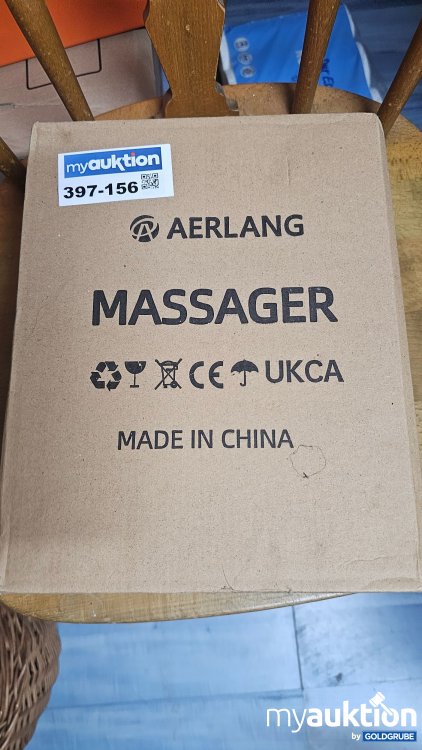 myauktion
397-156
AERLANG
MASSAGER
CE UKCA
MADE IN CHINA
myauktion
by GOLDGRUBE